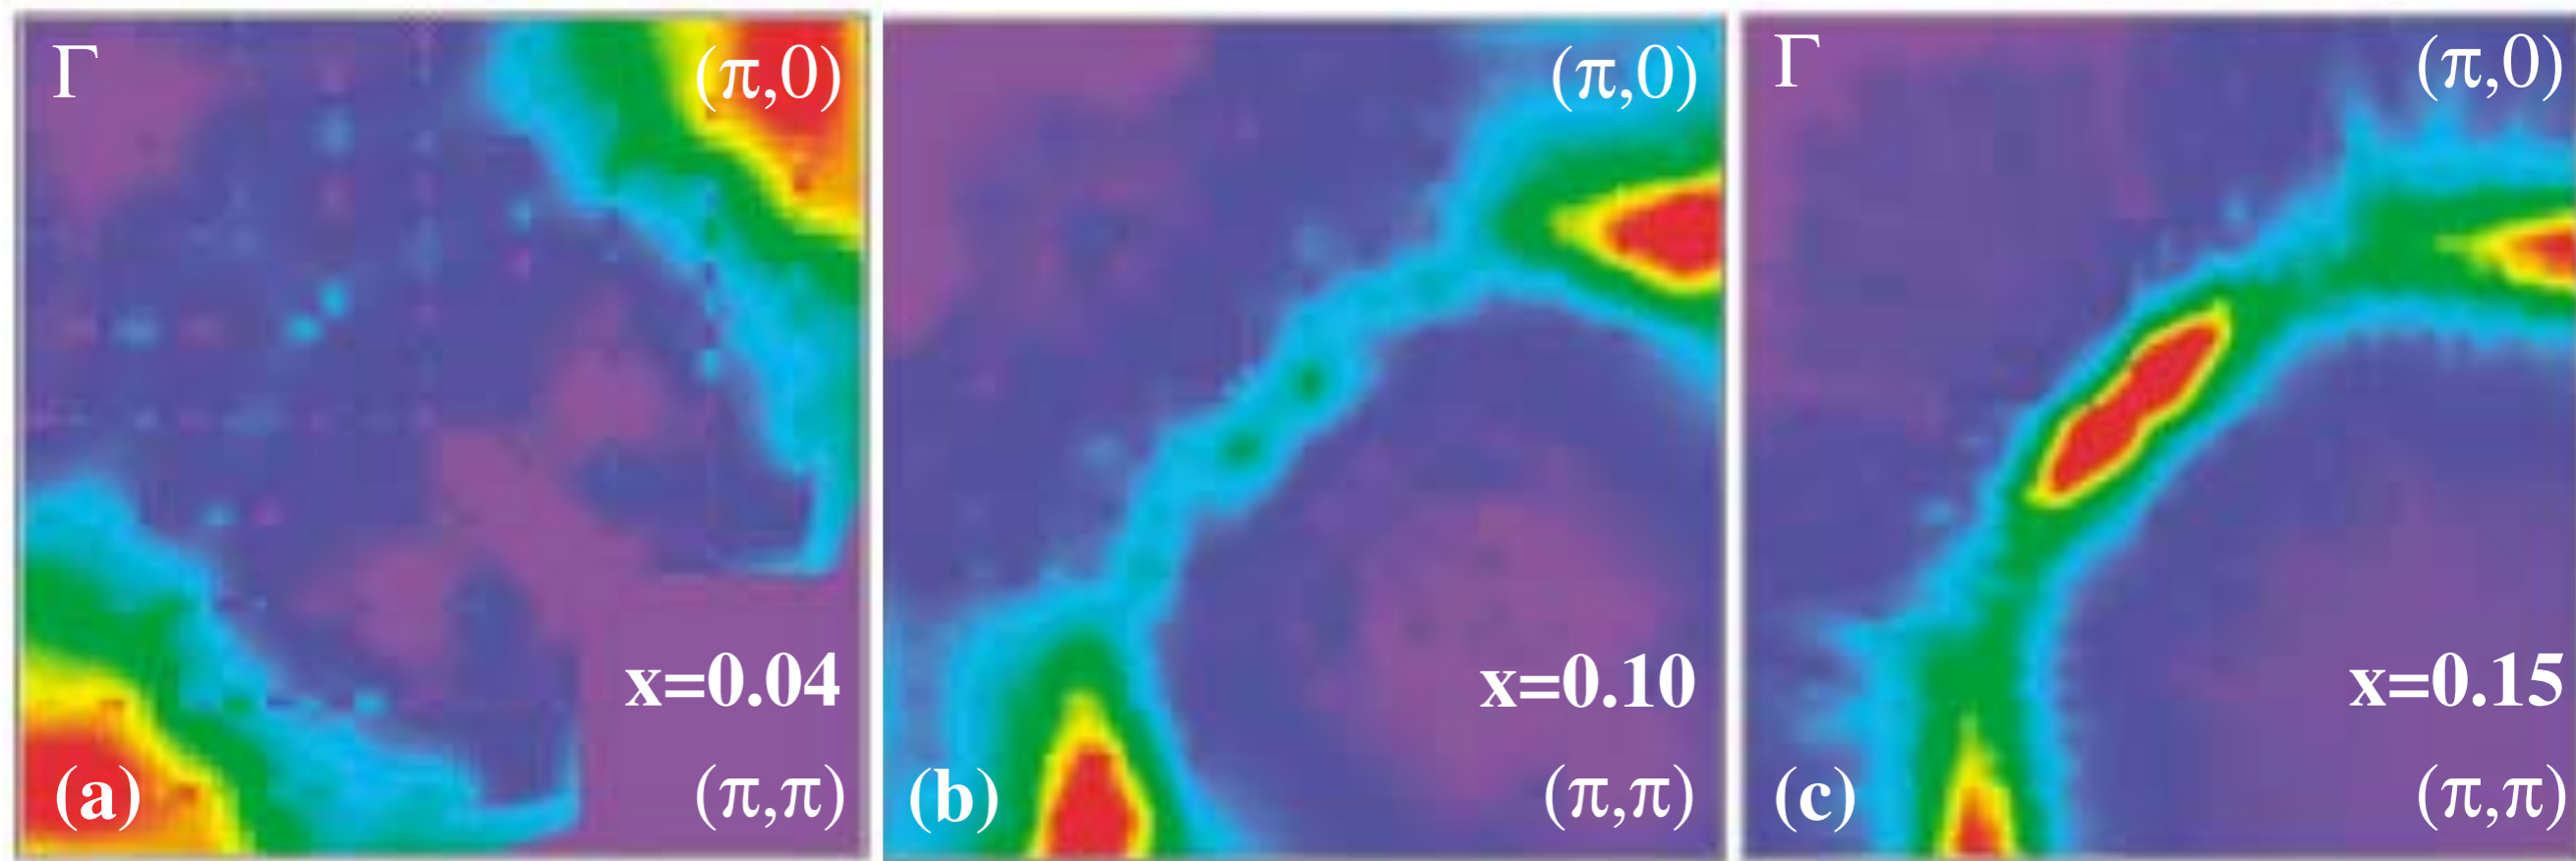 Γ (π,0)
x=0.04
(a) (π,π)
(π,0)
x=0.10
(b) (π,π)
Γ (π,0)
x=0.15
(c) (π,π)